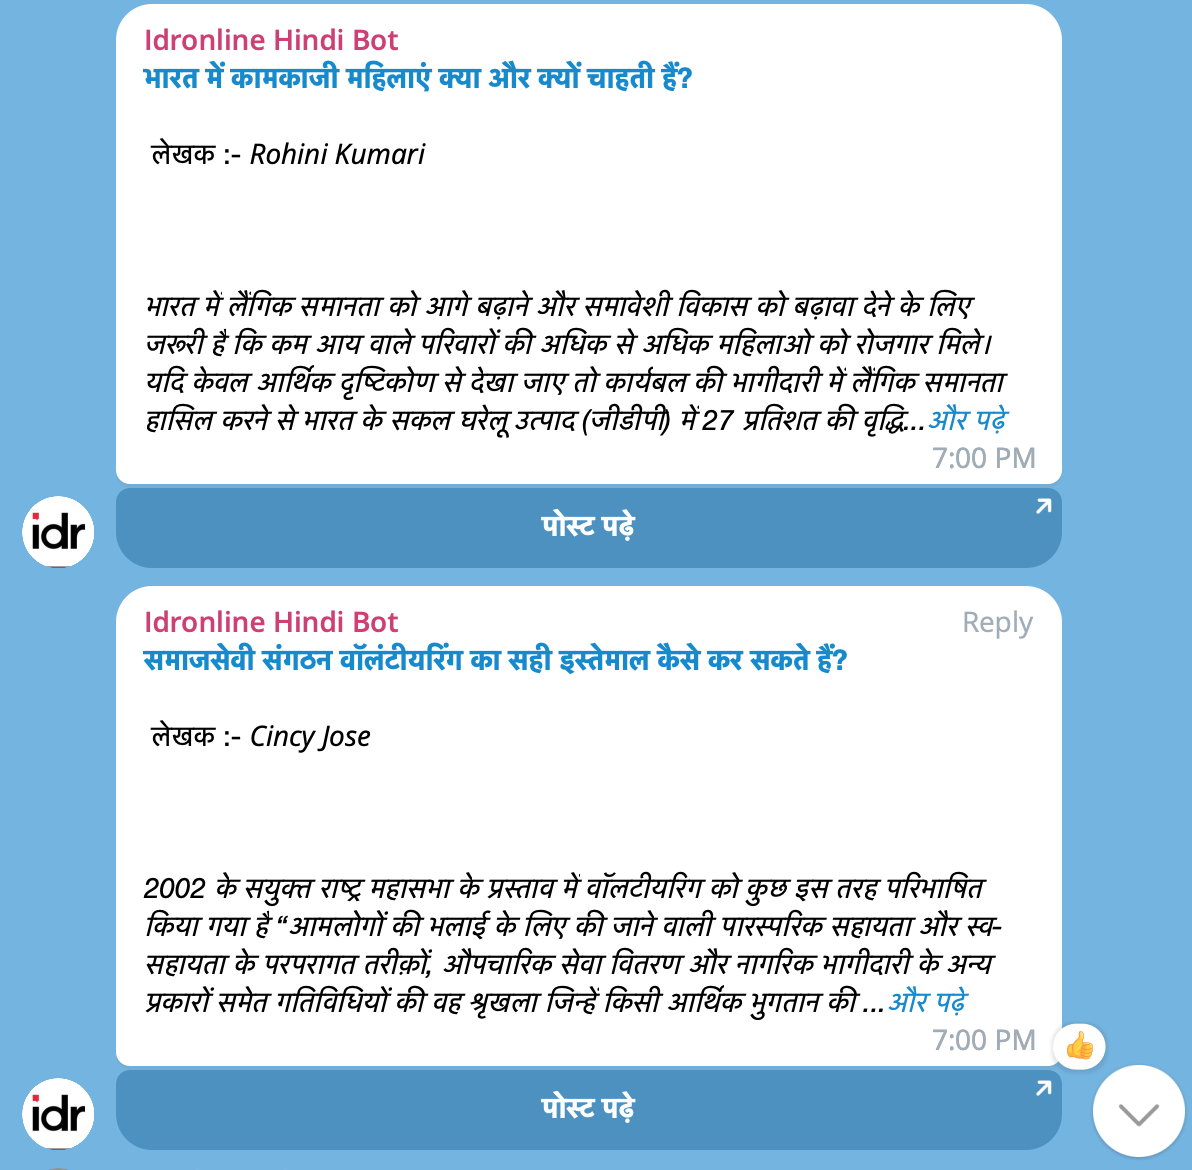 Idronline Hindi Bot
भारत में कामकाजी महिलाएं क्या और क्यों चाहती हैं?
लेखक :- Rohini Kumari
भारत में लैंगिक समानता को आगे बढ़ाने और समावेशी विकास को बढ़ावा देने के लिए
जरूरी है कि कम आय वाले परिवारों की अधिक से अधिक महिलाओ को रोजगार मिले।
यदि केवल आर्थिक दृष्टिकोण से देखा जाए तो कार्यबल की भागीदारी में लैंगिक समानता
हासिल करने से भारत के सकल घरेलू उत्पाद (जीडीपी) में 27 प्रतिशत की वृद्धि...और पढ़े
7:00 PM
idr
पोस्ट पढ़े
Idronline Hindi Bot
Reply
समाजसेवी संगठन वॉलंटीयरिंग का सही इस्तेमाल कैसे कर सकते हैं?
लेखक :- Cincy Jose
2002 के सयुक्त राष्ट्र महासभा के प्रस्ताव में वॉलटीयरिग को कुछ इस तरह परिभाषित
किया गया है “आमलोगों की भलाई के लिए की जाने वाली पारस्परिक सहायता और स्व-
सहायता के परपरागत तरीक़ों, औपचारिक सेवा वितरण और नागरिक भागीदारी के अन्य
प्रकारों समेत गतिविधियों की वह श्रृखला जिन्हें किसी आर्थिक भुगतान की ...और पढ़े
7:00 PM
idr
पोस्ट पढ़े